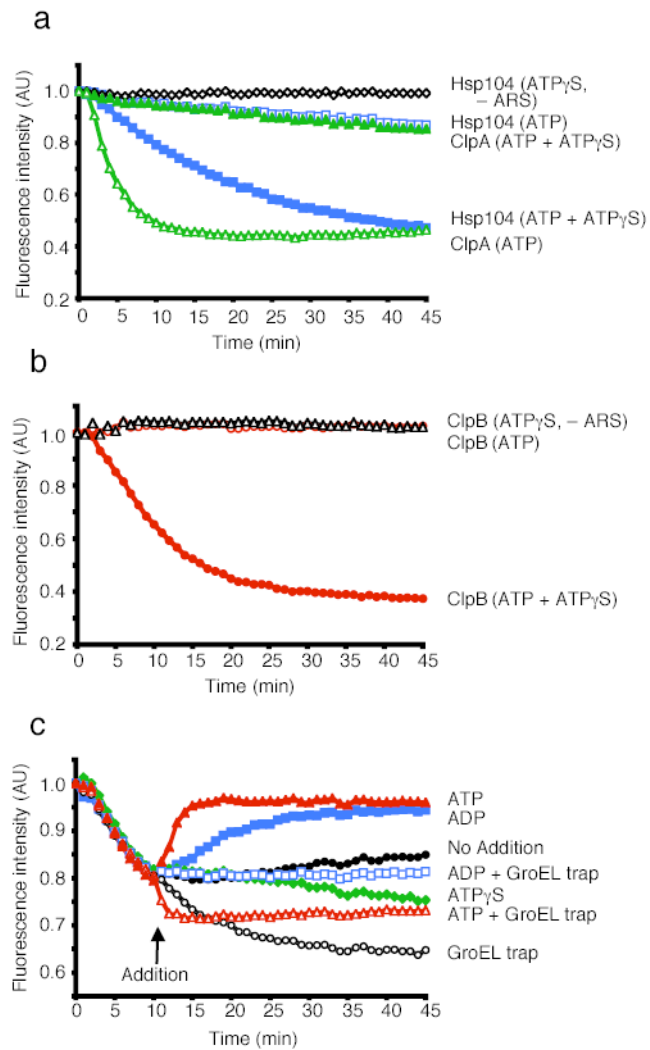 a
Fluorescence intensity (AU)
1.0
0.8
0.6
0.4
0.2
0 5 10 15 20 25 30 35 40 45
Time (min)
Hsp104 (ATPγS,
– ARS)
Hsp104 (ATP)
ClpA (ATP + ATPγS)
Hsp104 (ATP + ATPγS)
ClpA (ATP)
b
Fluorescence intensity (AU)
1.0
0.8
0.6
0.4
0.2
0 5 10 15 20 25 30 35 40 45
Time (min)
ClpB (ATPγS, – ARS)
ClpB (ATP)
ClpB (ATP + ATPγS)
c
Fluorescence intensity (AU)
1.0
0.9
0.8
0.7
0.6
0 5 10 15 20 25 30 35 40 45
Time (min)
Addition
ATP
ADP
No Addition
ADP + GroEL trap
ATPγS
ATP + GroEL trap
GroEL trap